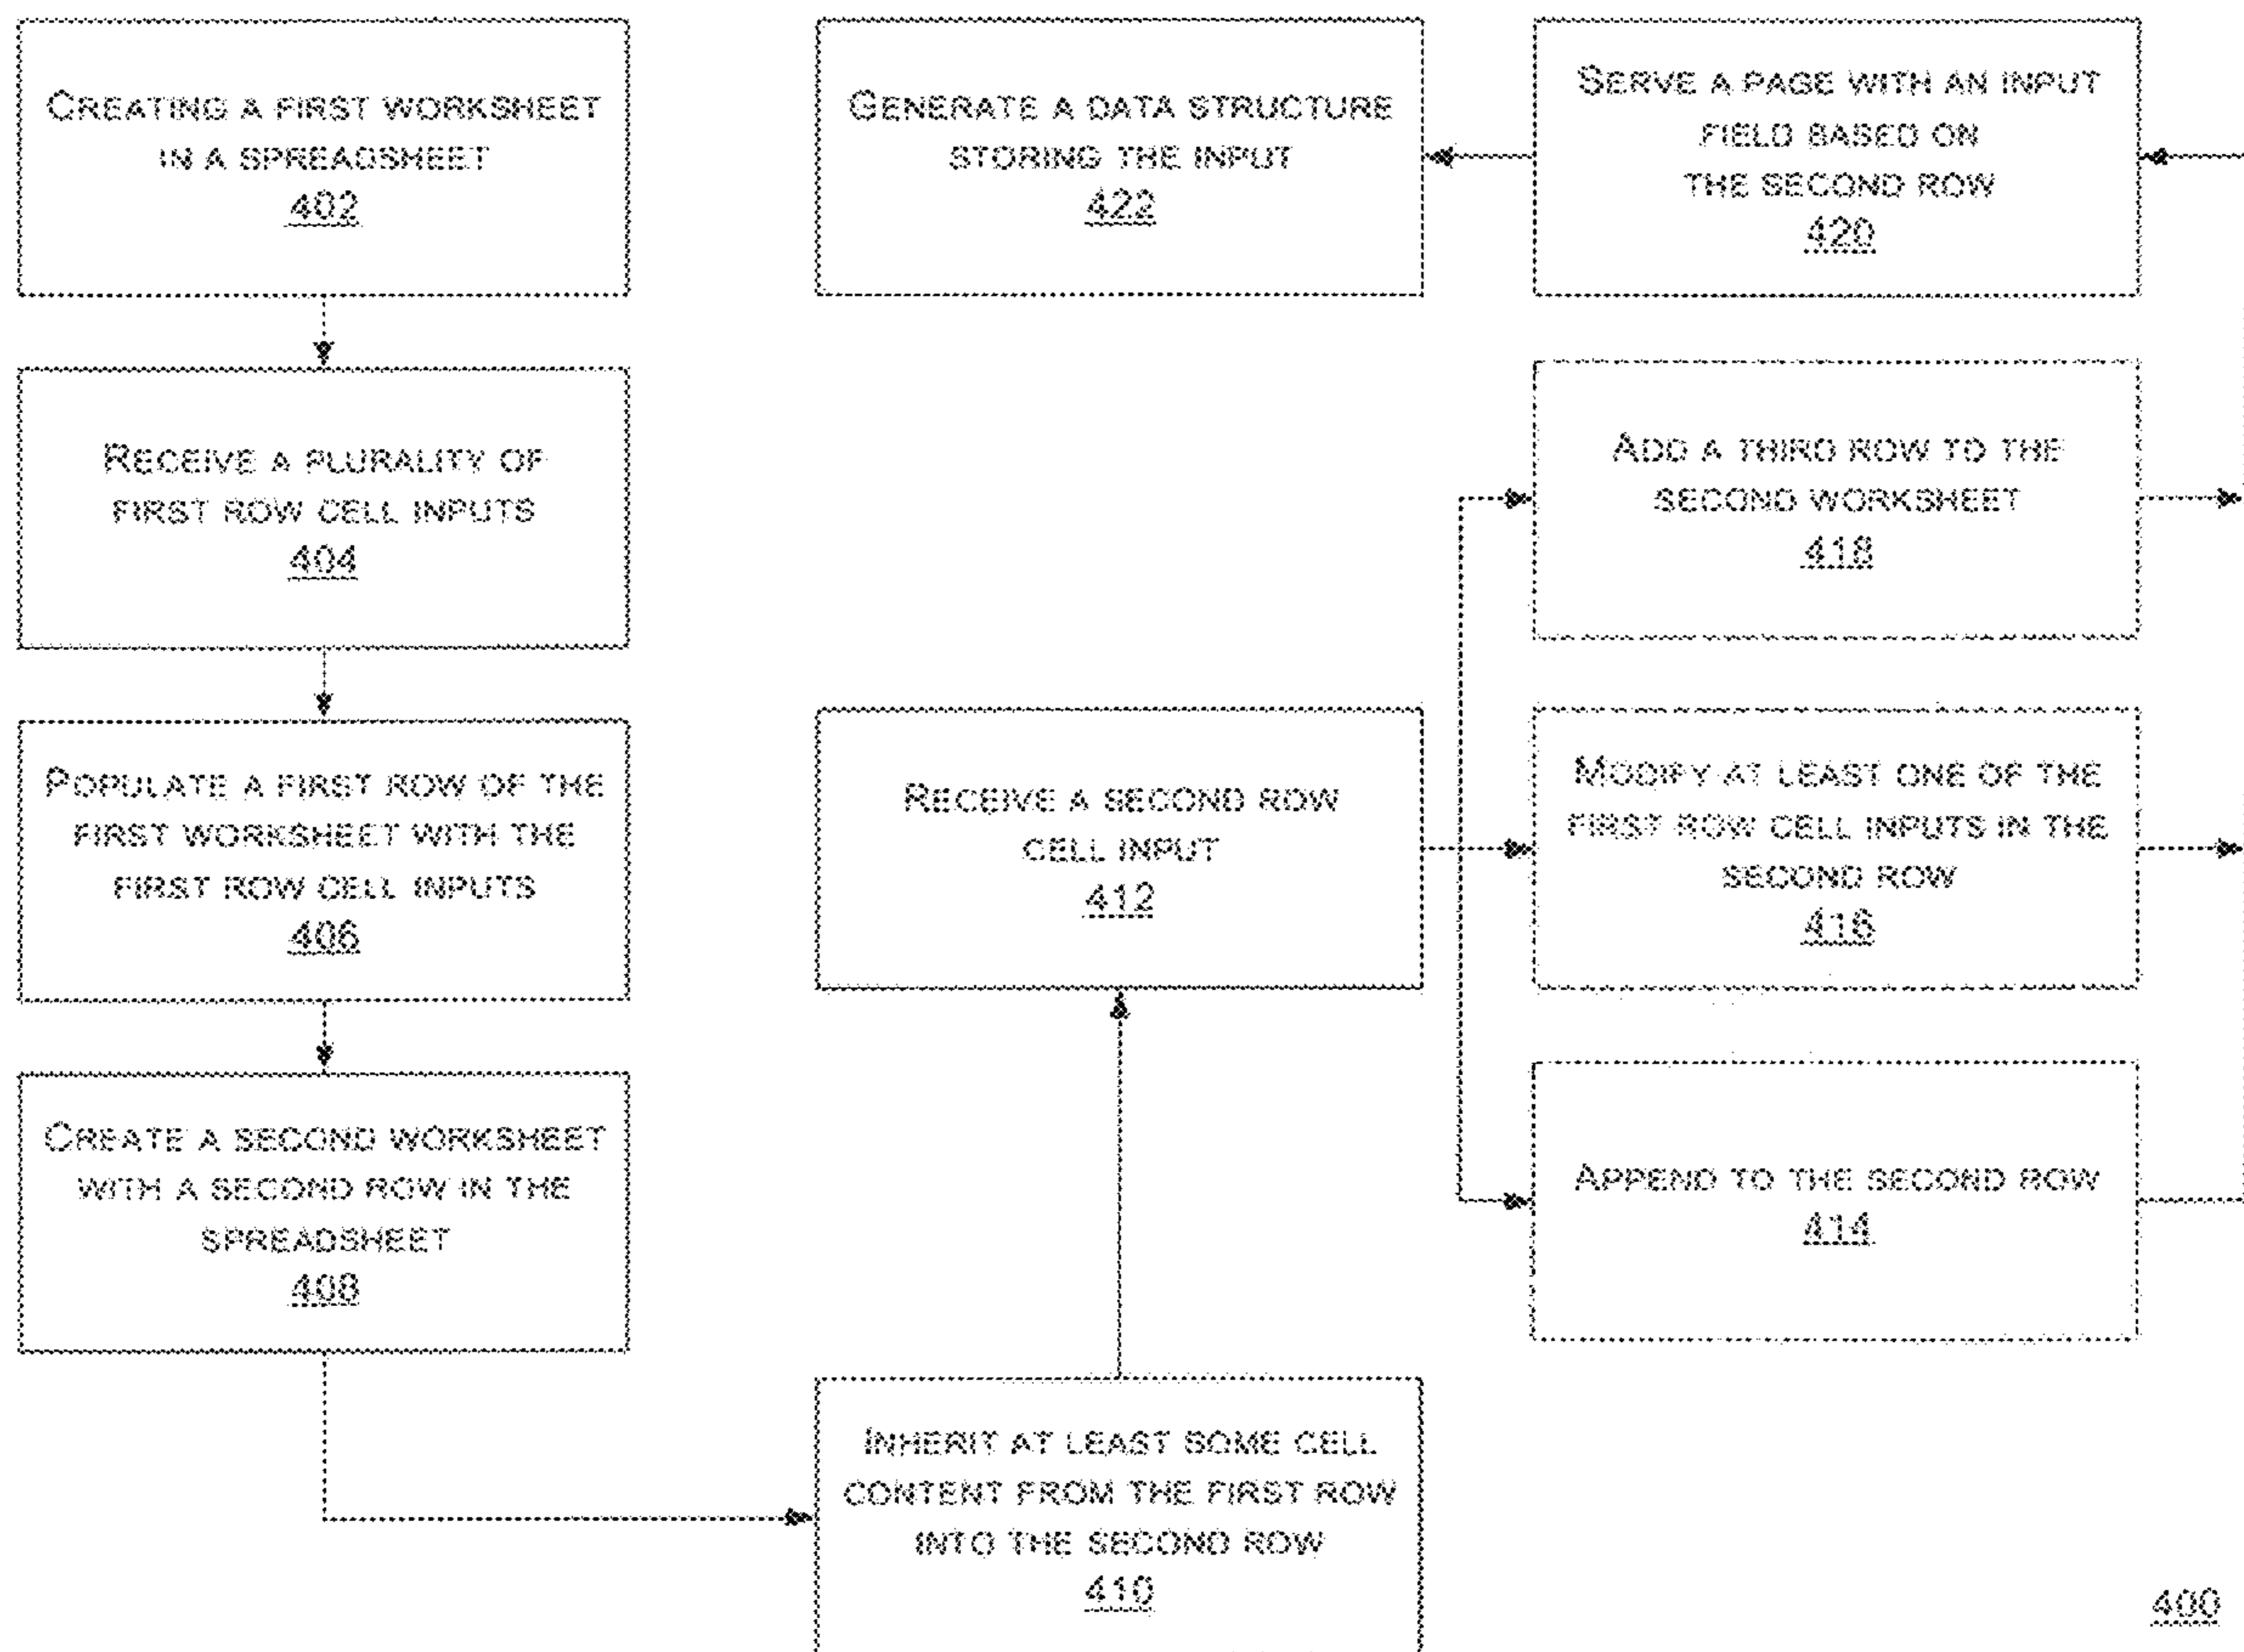 CREATING A FIRST WORKSHEET
IN A SPREADSHEET
402
RECEIVE A PLURALITY OF
FIRST ROW CELL INPUTS
404
POPULATE A FIRST ROW OF THE
FIRST WORKSHEET WITH THE
FIRST ROW CELL INPUTS
406
CREATE A SECOND WORKSHEET
WITH A SECOND ROW IN THE
SPREADSHEET
408
INHERIT AT LEAST SOME CELL
CONTENT FROM THE FIRST ROW
INTO THE SECOND ROW
410
RECEIVE A SECOND ROW
CELL INPUT
412
APPEND TO THE SECOND ROW
414
MODIFY AT LEAST ONE OF THE
FIRST ROW CELL INPUTS IN THE
SECOND ROW
416
ADD A THIRD ROW TO THE
SECOND WORKSHEET
418
SERVE A PAGE WITH AN INPUT
FIELD BASED ON
THE SECOND ROW
420
GENERATE A DATA STRUCTURE
STORING THE INPUT
422
400